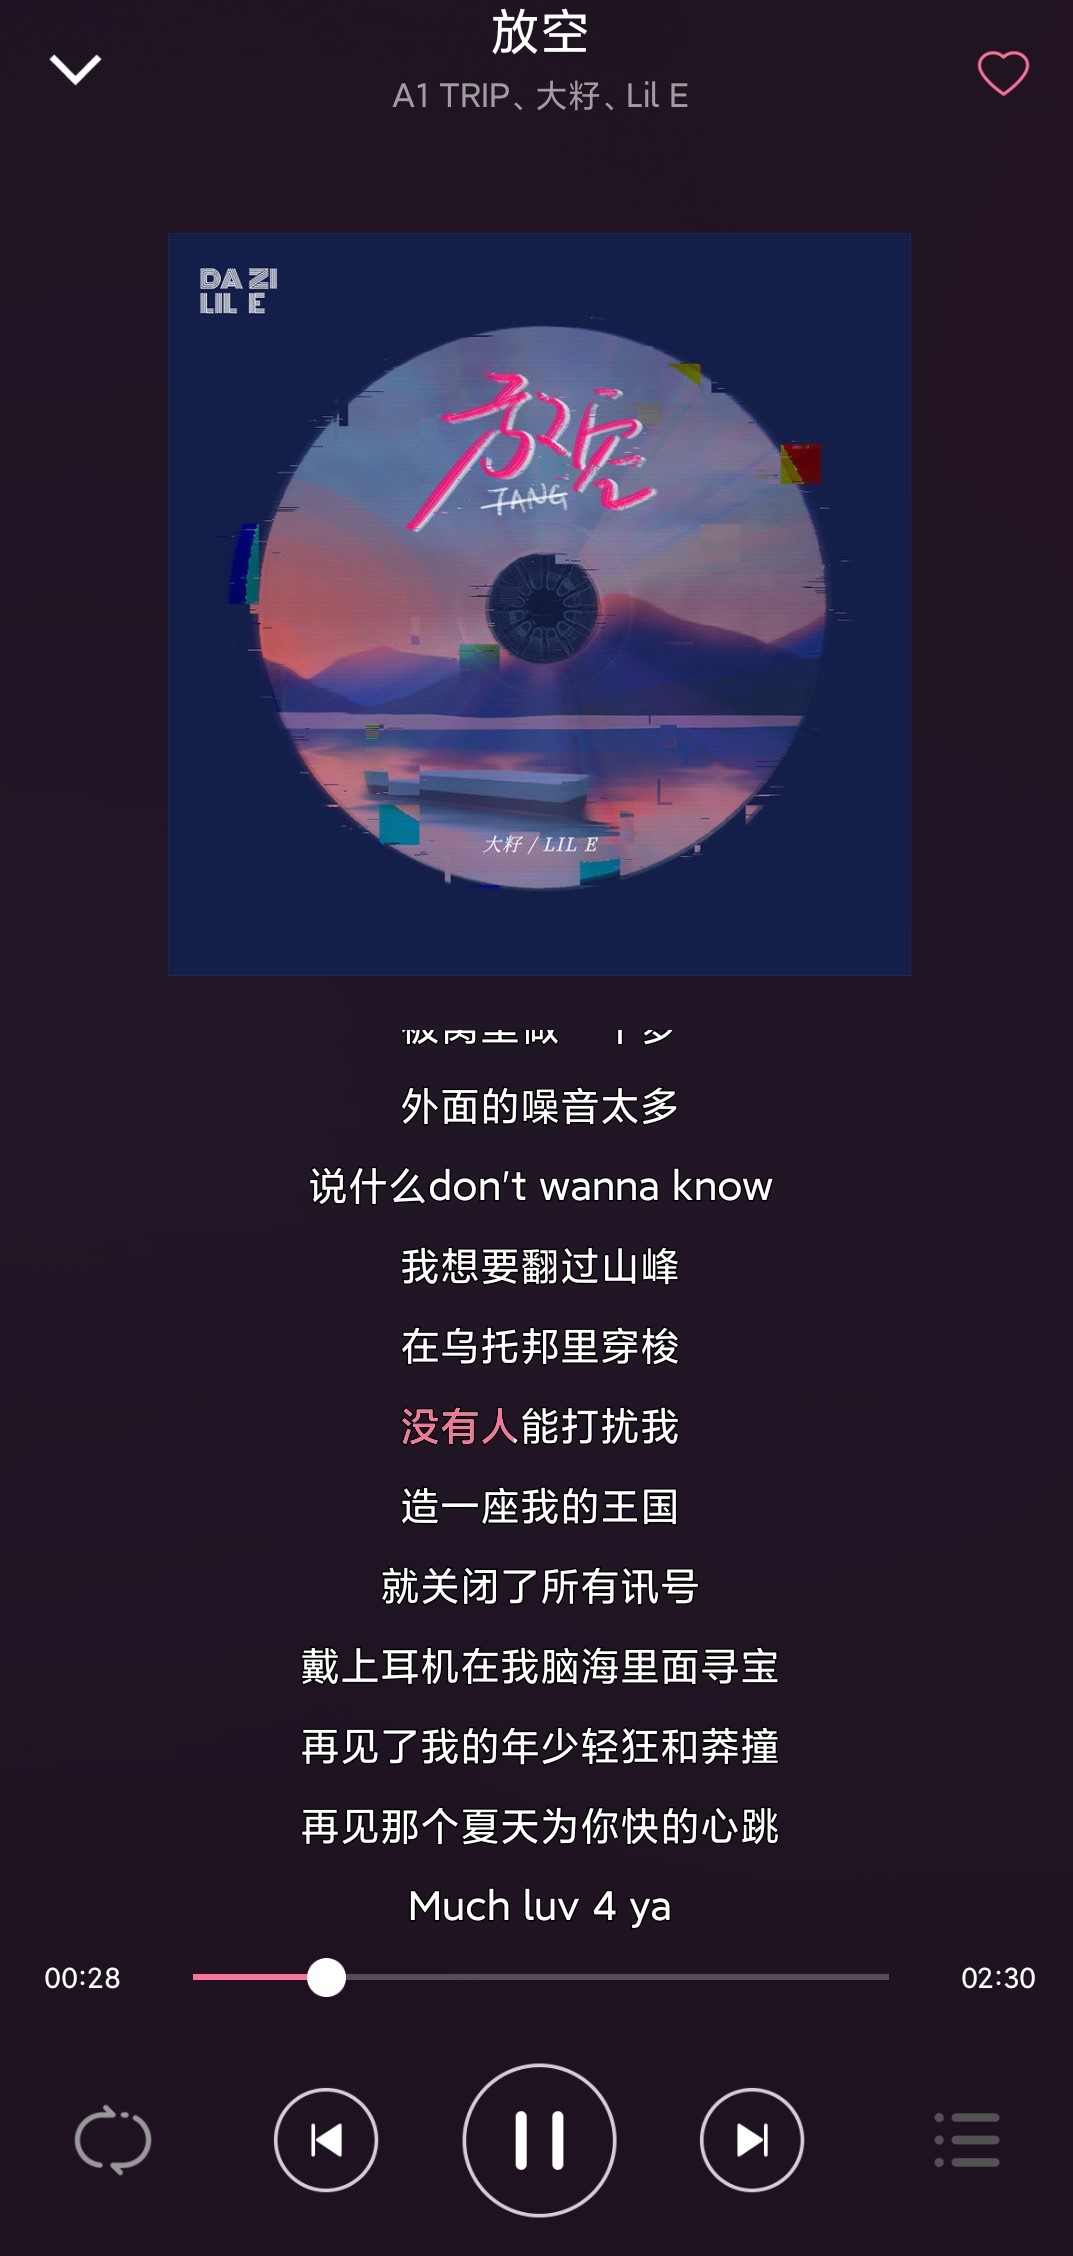 放空
A1 TRIP、大籽、Lil E
DA ZI
LIL E
放空
大籽 / LIL E
外面的噪音太多
说什么don't wanna know
我想要翻过山峰
在乌托邦里穿梭
没有人能打扰我
造一座我的王国
就关闭了所有讯号
戴上耳机在我脑海里面寻宝
再见了我的年少轻狂和莽撞
再见那个夏天为你快的心跳
Much luv 4 ya
00:28
02:30